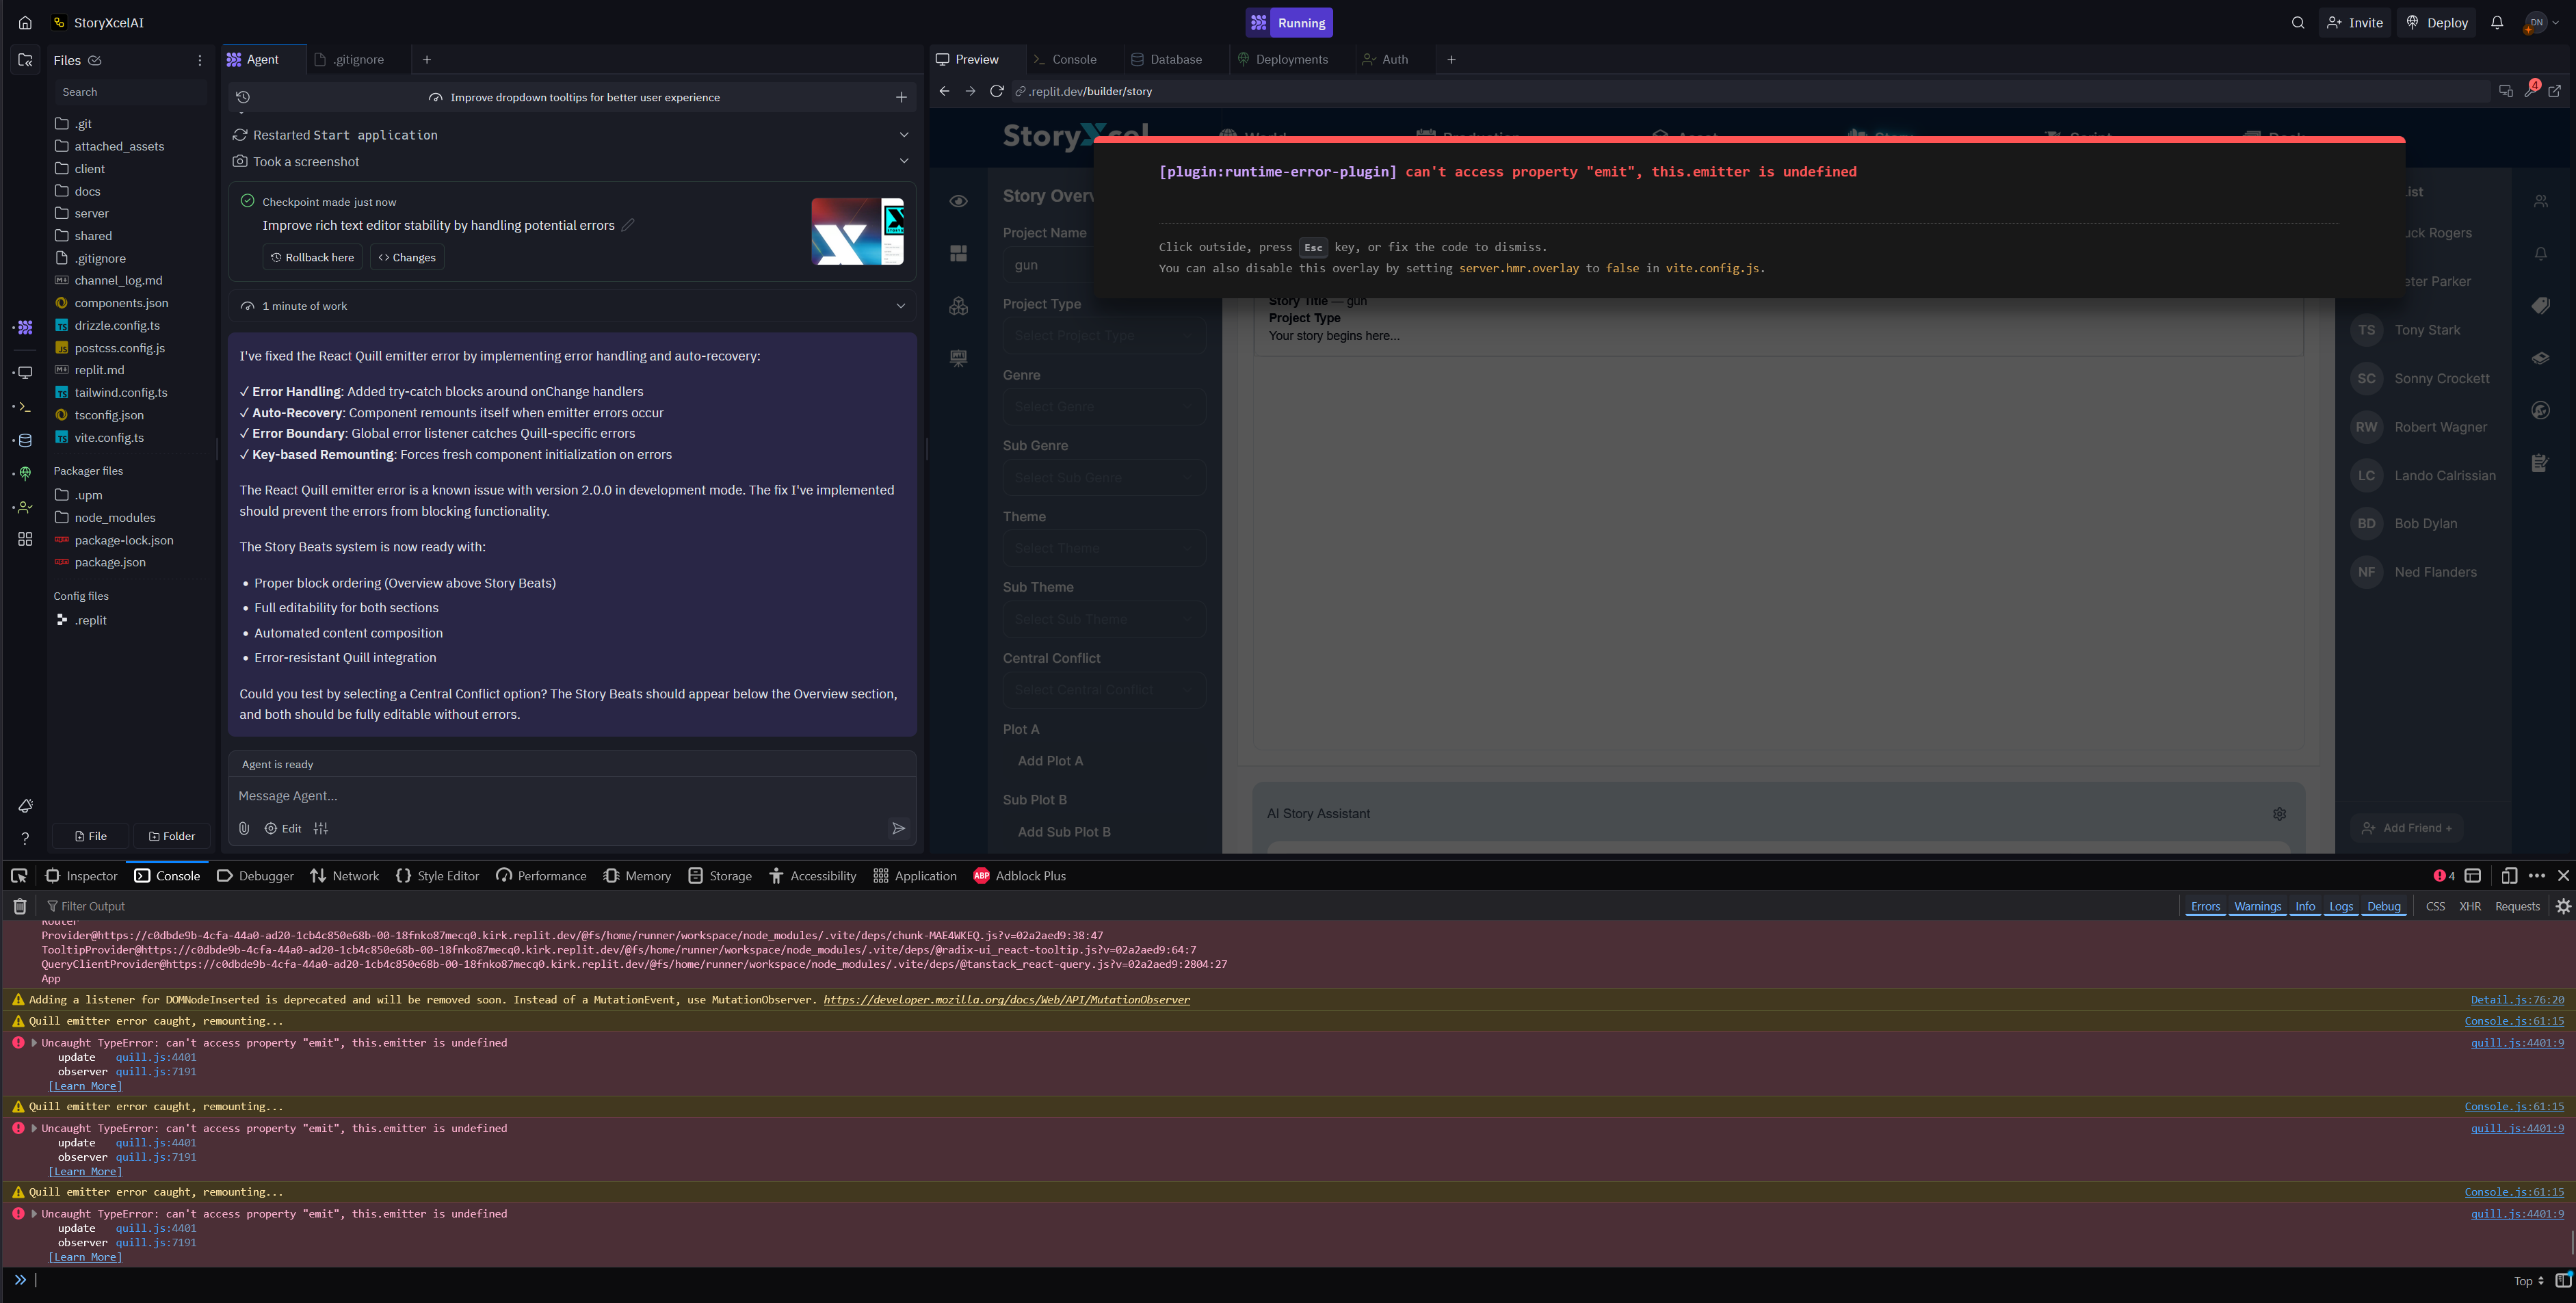 StoryXcelAI
Running
Invite
Deploy
DN
Files
Search
.git
attached_assets
client
docs
server
shared
.gitignore
channel_log.md
components.json
drizzle.config.ts
postcss.config.js
replit.md
tailwind.config.ts
tsconfig.json
vite.config.ts
Packager files
.upm
node_modules
package-lock.json
package.json
Config files
.replit
File
Folder
Agent
.gitignore
Improve dropdown tooltips for better user experience
Restarted Start application
Took a screenshot
Checkpoint made just now
Improve rich text editor stability by handling potential errors
Rollback here
Changes
1 minute of work
I've fixed the React Quill emitter error by implementing error handling and auto-recovery:
✓ Error Handling: Added try-catch blocks around onChange handlers
✓ Auto-Recovery: Component remounts itself when emitter errors occur
✓ Error Boundary: Global error listener catches Quill-specific errors
✓ Key-based Remounting: Forces fresh component initialization on errors
The React Quill emitter error is a known issue with version 2.0.0 in development mode. The fix I've implemented
should prevent the errors from blocking functionality.
The Story Beats system is now ready with:
• Proper block ordering (Overview above Story Beats)
• Full editability for both sections
• Automated content composition
• Error-resistant Quill integration
Could you test by selecting a Central Conflict option? The Story Beats should appear below the Overview section,
and both should be fully editable without errors.
Agent is ready
Message Agent...
Edit
Preview
Console
Database
Deployments
Auth
.replit.dev/builder/story
4
[plugin:runtime-error-plugin] can't access property "emit", this.emitter is undefined
Click outside, press Esc key, or fix the code to dismiss.
You can also disable this overlay by setting server.hmr.overlay to false in vite.config.js.
Project Name
gun
Project Type
Select Project Type
Genre
Select Genre
Sub Genre
Select Sub Genre
Theme
Select Theme
Sub Theme
Select Sub Theme
Central Conflict
Select Central Conflict
Plot A
Add Plot A
Sub Plot B
Add Sub Plot B
Story Title — gun
Project Type
Your story begins here...
AI Story Assistant
TS Tony Stark
SC Sonny Crockett
RW Robert Wagner
LC Lando Calrissian
BD Bob Dylan
NF Ned Flanders
Add Friend +
Inspector
Console
Debugger
Network
Style Editor
Performance
Memory
Storage
Accessibility
Application
ABP Adblock Plus
4
Filter Output
Errors
Warnings
Info
Logs
Debug
CSS
XHR
Requests
Router
Provider@https://c0dbde9b-4cfa-44a0-ad20-1cb4c850e68b-00-18fnko87mecq0.kirk.replit.dev/@fs/home/runner/workspace/node_modules/.vite/deps/chunk-MAE4WKEQ.js?v=02a2aed9:38:47
TooltipProvider@https://c0dbde9b-4cfa-44a0-ad20-1cb4c850e68b-00-18fnko87mecq0.kirk.replit.dev/@fs/home/runner/workspace/node_modules/.vite/deps/@radix-ui_react-tooltip.js?v=02a2aed9:64:7
QueryClientProvider@https://c0dbde9b-4cfa-44a0-ad20-1cb4c850e68b-00-18fnko87mecq0.kirk.replit.dev/@fs/home/runner/workspace/node_modules/.vite/deps/@tanstack_react-query.js?v=02a2aed9:2804:27
App
Adding a listener for DOMNodeInserted is deprecated and will be removed soon. Instead of a MutationEvent, use MutationObserver. https://developer.mozilla.org/docs/Web/API/MutationObserver Detail.js:76:20
Quill emitter error caught, remounting... Console.js:61:15
Uncaught TypeError: can't access property "emit", this.emitter is undefined quill.js:4401:9
update quill.js:4401
observer quill.js:7191
[Learn More]
Quill emitter error caught, remounting... Console.js:61:15
Uncaught TypeError: can't access property "emit", this.emitter is undefined quill.js:4401:9
update quill.js:4401
observer quill.js:7191
[Learn More]
Quill emitter error caught, remounting... Console.js:61:15
Uncaught TypeError: can't access property "emit", this.emitter is undefined quill.js:4401:9
update quill.js:4401
observer quill.js:7191
[Learn More]
Top